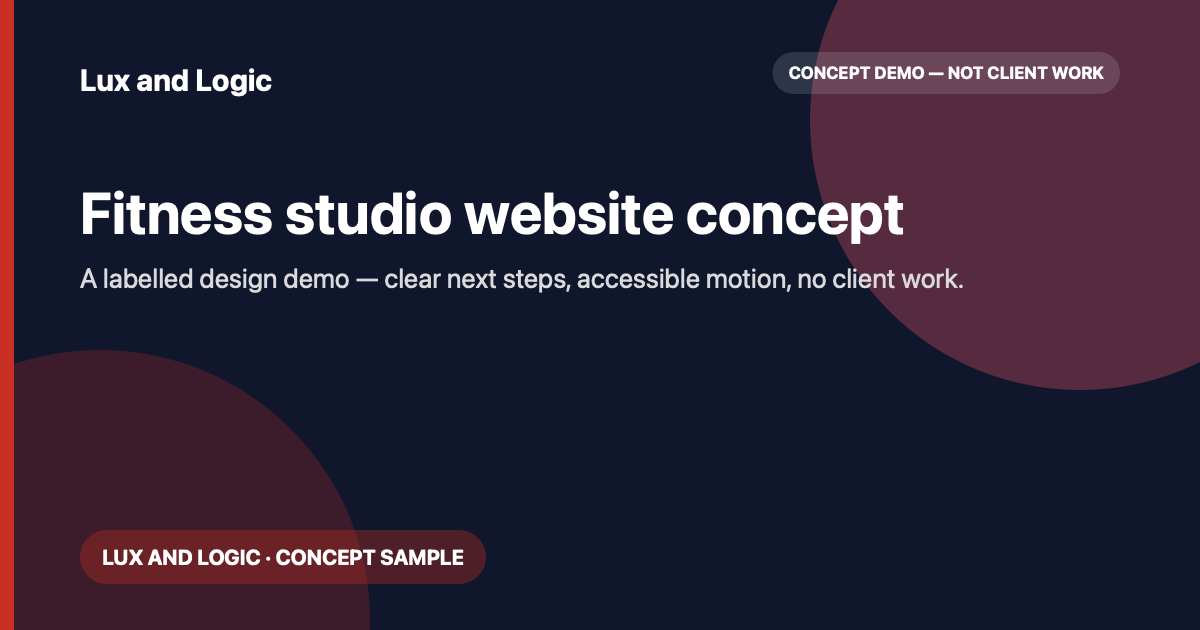 Lux and Logic
CONCEPT DEMO — NOT CLIENT WORK
Fitness studio website concept
A labelled design demo — clear next steps, accessible motion, no client work.
LUX AND LOGIC · CONCEPT SAMPLE